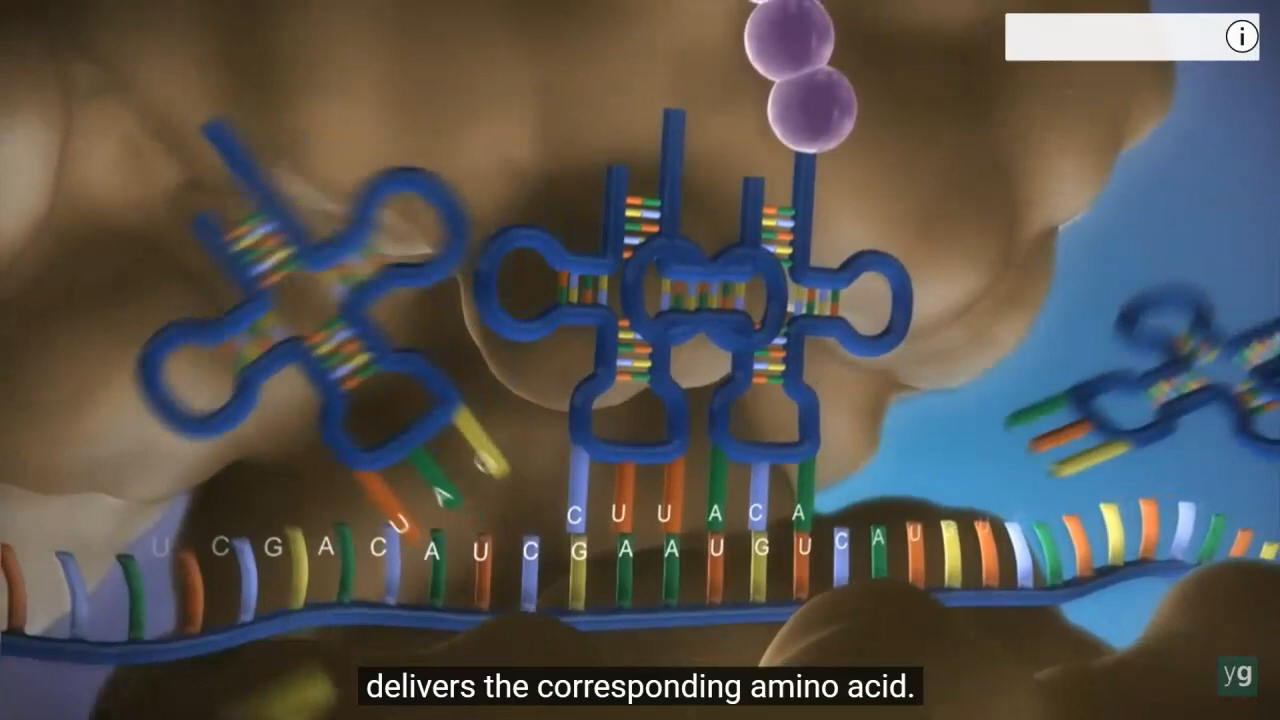 C U U A C A
U A G
U C G A C A U C G A A U G U C A U G U
delivers the corresponding amino acid.
yg